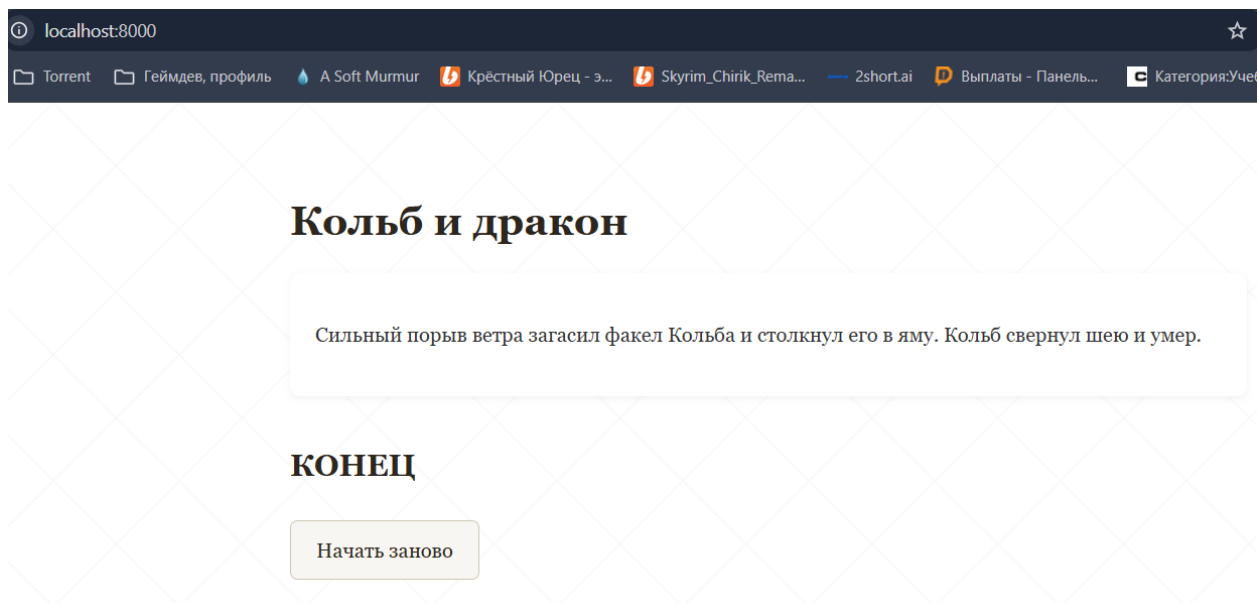 localhost:8000
Torrent Геймдев, профиль A Soft Murmur Крёстный Юрец - э... Skyrim_Chirik_Rema... 2short.ai Выплаты - Панель... Категория:Уче
Кольб и дракон
Сильный порыв ветра загасил факел Кольба и столкнул его в яму. Кольб свернул шею и умер.
КОНЕЦ
Начать заново